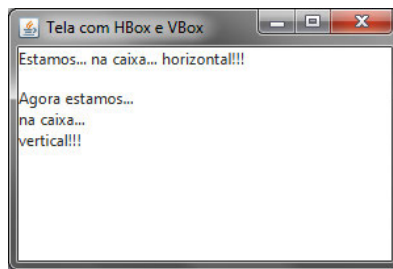 Tela com HBox e VBox
Estamos... na caixa... horizontal!!!
Agora estamos...
na caixa...
vertical!!!